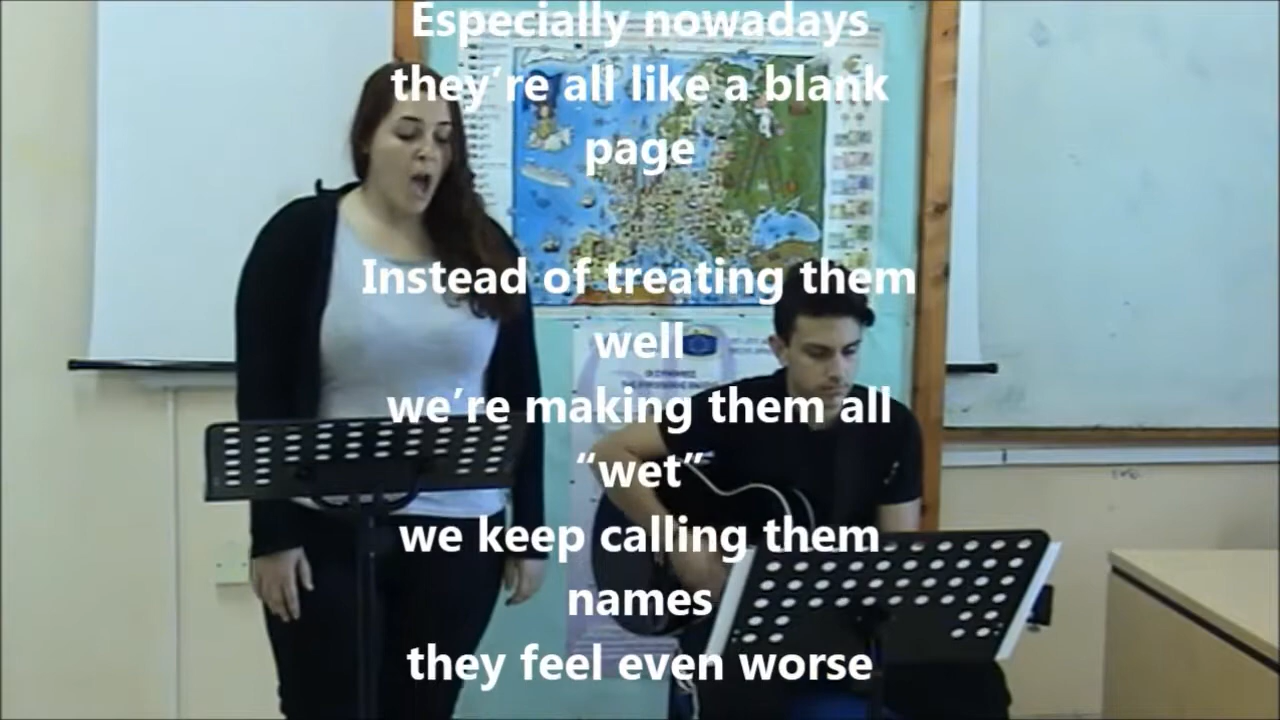 Especially nowadays
they're all like a blank
page
Instead of treating them
well
we're making them all
“wet”
we keep calling them
names
they feel even worse